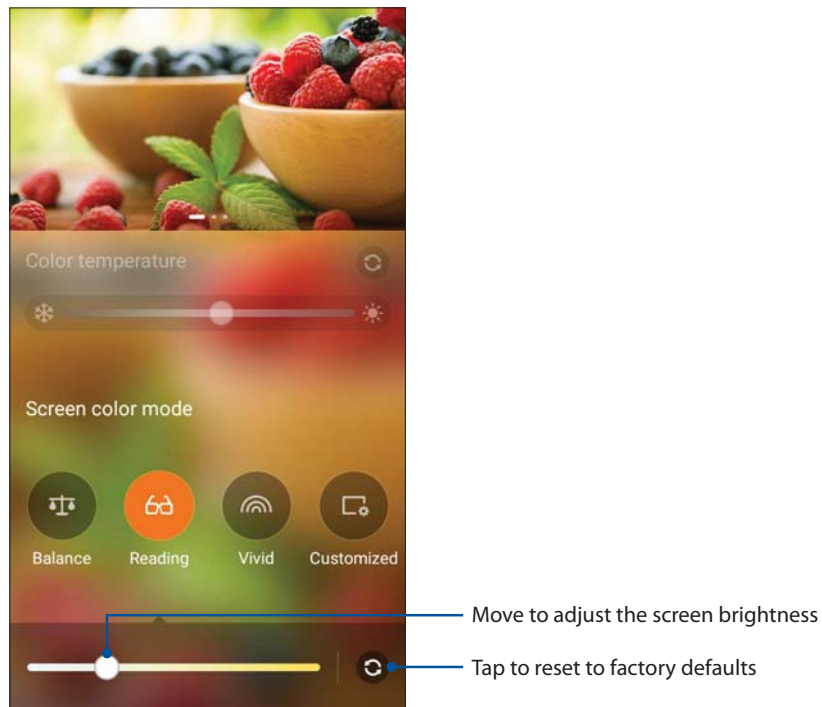 Color temperature
Screen color mode
Balance Reading Vivid Customized
Move to adjust the screen brightness
Tap to reset to factory defaults